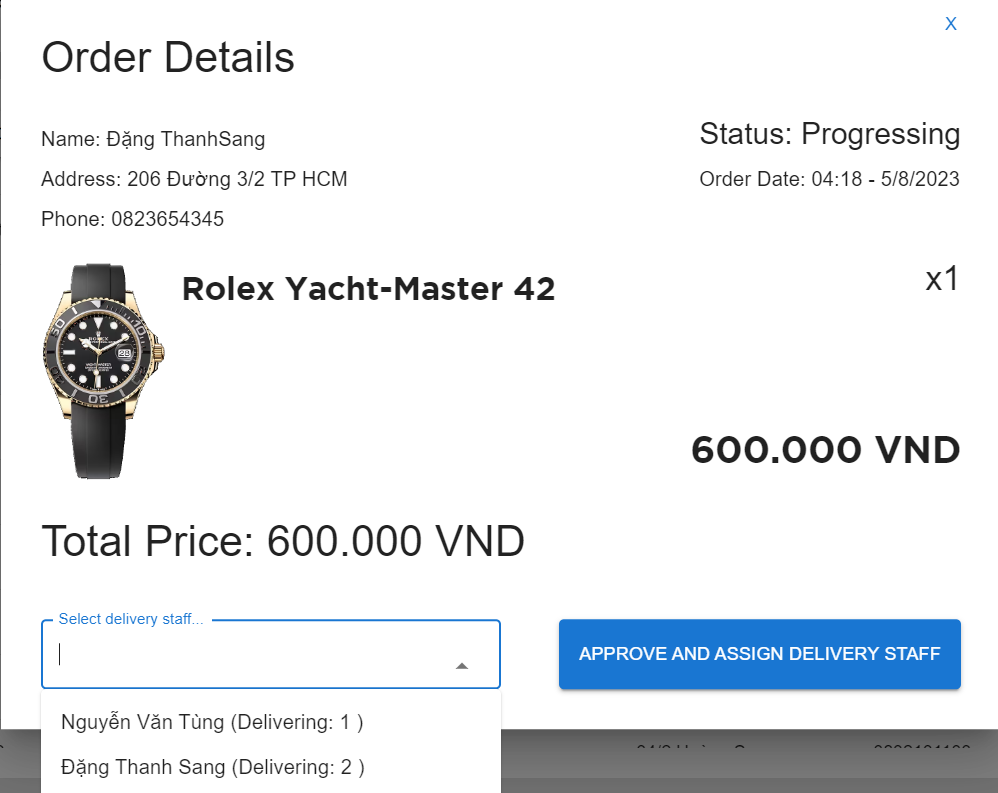 X
Order Details
Name: Đặng ThanhSang
Status: Progressing
Address: 206 Đường 3/2 TP HCM
Order Date: 04:18 - 5/8/2023
Phone: 0823654345
Rolex Yacht-Master 42
x1
ROLEX
28
600.000 VND
Total Price: 600.000 VND
Select delivery staff...
APPROVE AND ASSIGN DELIVERY STAFF
Nguyễn Văn Tùng (Delivering: 1 )
Đặng Thanh Sang (Delivering: 2 )